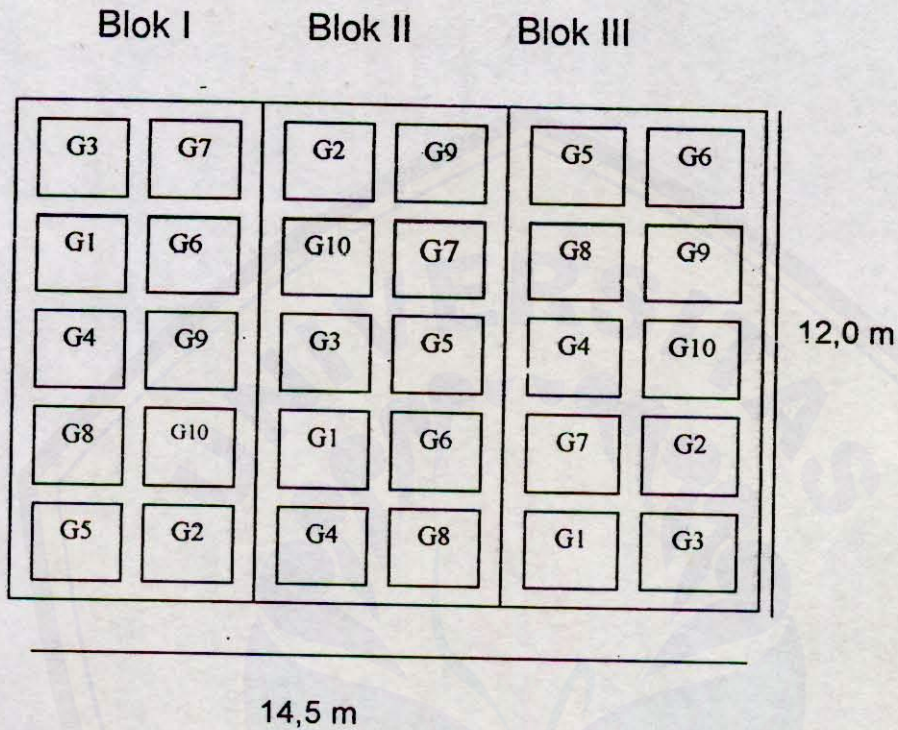 Blok I Blok II Blok III
G3 G7 G2 G9 G5 G6
G1 G6 G10 G7 G8 G9
G4 G9 G3 G5 G4 G10
12,0 m
G8 G10 G1 G6 G7 G2
G5 G2 G4 G8 G1 G3
14,5 m